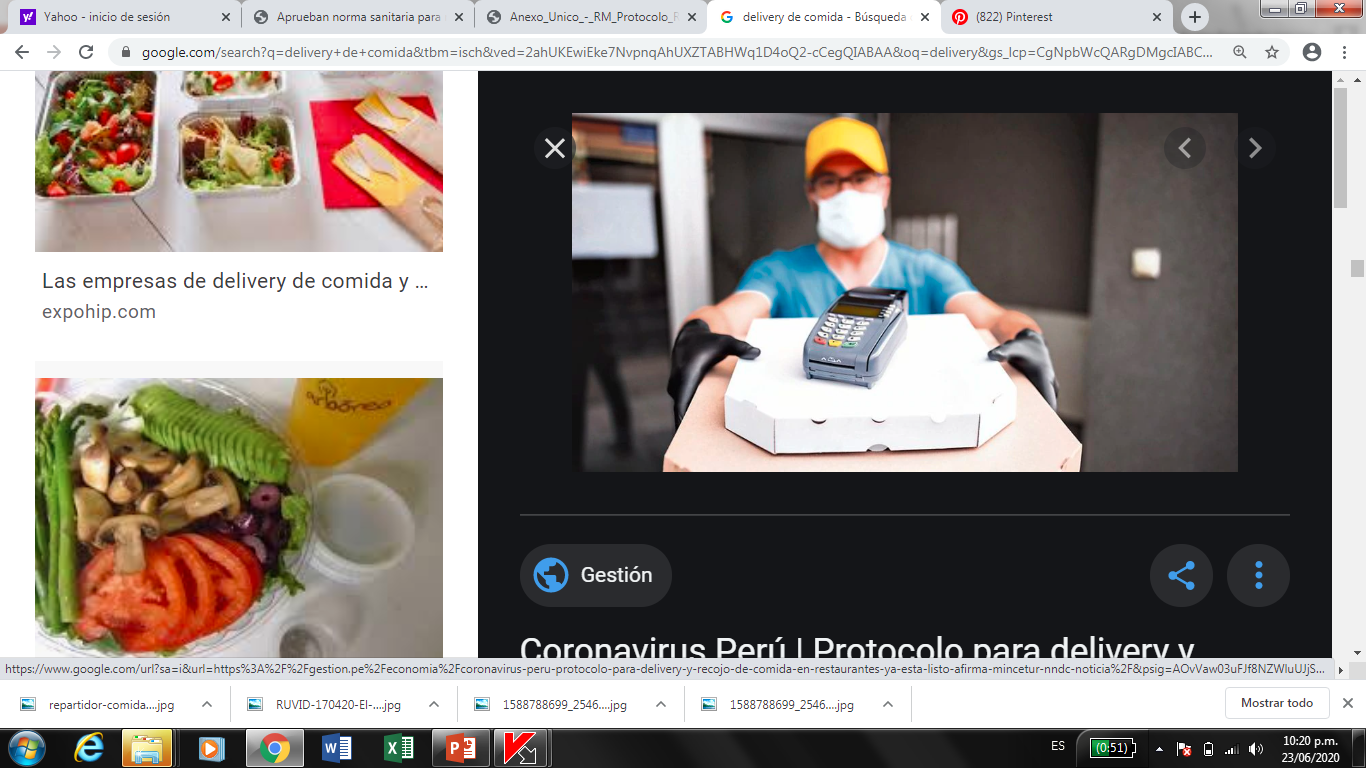 Yahoo - inicio de sesión
Aprueban norma sanitaria para
Anexo_Unico_-_RM_Protocolo_R
delivery de comida - Búsqueda
(822) Pinterest
google.com/search?q=delivery+de+comida&tbm=isch&ved=2ahUKEwiEke7NvpnqAhUXZTABHWq1D4oQ2-cCegQIABAA&oq=delivery&gs_lcp=CgNpbWcQARgDMgcIABC...
Las empresas de delivery de comida y ...
expohip.com
arbórea
Gestión
Coronavirus Perú | Protocolo para delivery y
https://www.google.com/url?sa=i&url=https%3A%2F%2Fgestion.pe%2Feconomia%2Fcoronavirus-peru-protocolo-para-delivery-y-recojo-de-comida-en-restaurantes-ya-esta-listo-afirma-mincetur-nndc-noticia%2F&psig=AOvVaw03uFJf8NZWIuUJjS...
repartidor-comida....jpg
RUVID-170420-El-....jpg
1588788699_2546....jpg
1588788699_2546....jpg
Mostrar todo
ES
(0:51)
10:20 p.m.
23/06/2020